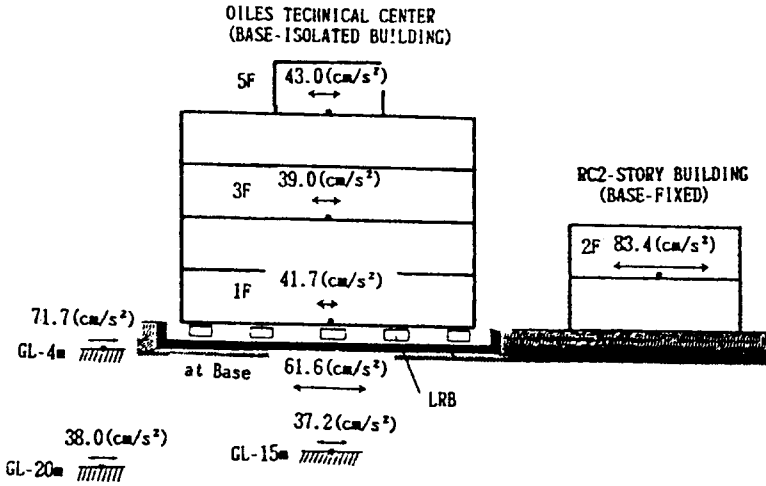 OILES TECHNICAL CENTER
(BASE-ISOLATED BUILDING)
5F 43.0(cm/s²)
3F 39.0(cm/s²)
RC2-STORY BUILDING
(BASE-FIXED)
2F 83.4(cm/s²)
1F 41.7(cm/s²)
71.7(cm/s²)
GL-4m
at Base 61.6(cm/s²)
LRB
38.0(cm/s²)
37.2(cm/s²)
GL-20m
GL-15m